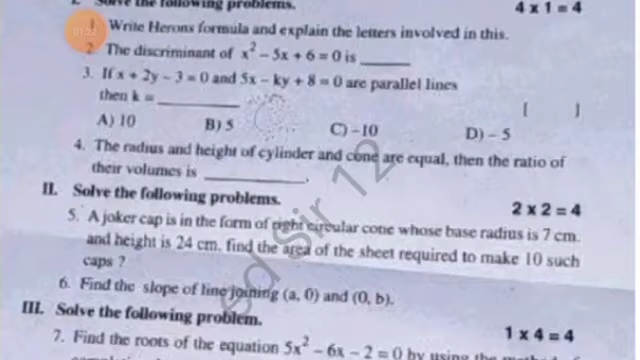 I. Solve the following problems. 4 x 1 = 4
1. Write Herons formula and explain the letters involved in this.
2. The discriminant of x² – 5x + 6 = 0 is ______
3. If x + 2y – 3 = 0 and 5x – ky + 8 = 0 are parallel lines
then k = __________ [ ]
A) 10 B) 5 C) –10 D) – 5
4. The radius and height of cylinder and cone are equal, then the ratio of
their volumes is ____________.
II. Solve the following problems. 2 x 2 = 4
5. A joker cap is in the form of right circular cone whose base radius is 7 cm.
and height is 24 cm. find the area of the sheet required to make 10 such
caps ?
6. Find the slope of line joining (a, 0) and (0, b).
III. Solve the following problem. 1 x 4 = 4
7. Find the roots of the equation 5x² – 6x – 2 = 0 by using the method of
sd Sir 12